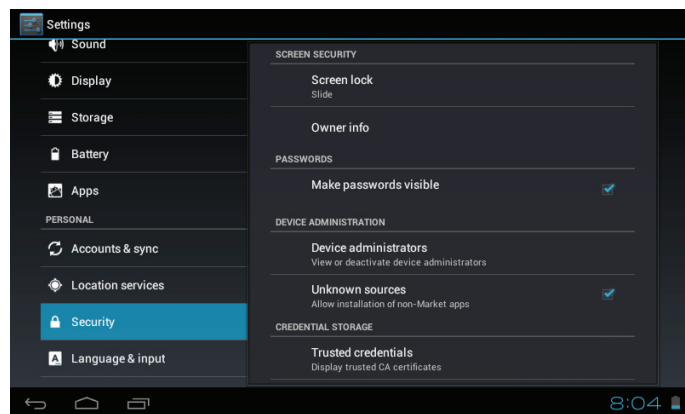 Settings
Sound
Display
Storage
Battery
Apps
PERSONAL
Accounts & sync
Location services
Security
Language & input
SCREEN SECURITY
Screen lock
Slide
Owner info
PASSWORDS
Make passwords visible
DEVICE ADMINISTRATION
Device administrators
View or deactivate device administrators
Unknown sources
Allow installation of non-Market apps
CREDENTIAL STORAGE
Trusted credentials
Display trusted CA certificates
A
8:04